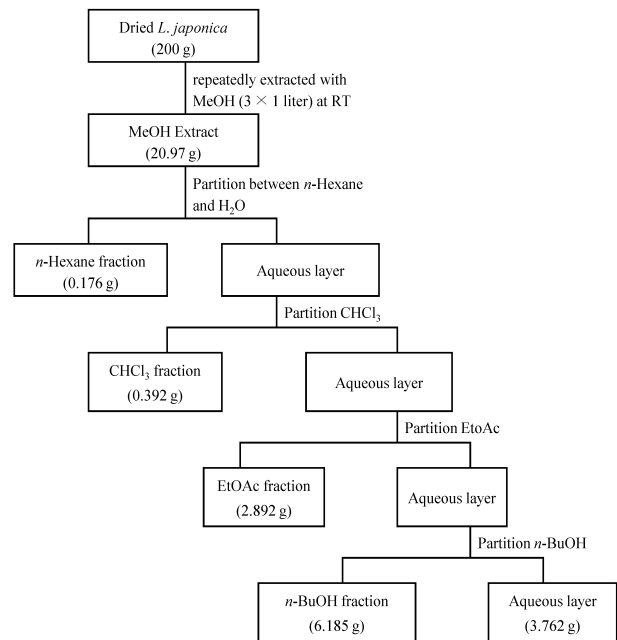 Dried L. japonica
(200 g)
repeatedly extracted with
MeOH (3 × 1 liter) at RT
MeOH Extract
(20.97 g)
Partition between n-Hexane
and H₂O
n-Hexane fraction
(0.176 g)
Aqueous layer
Partition CHCl₃
CHCl₃ fraction
(0.392 g)
Aqueous layer
Partition EtoAc
EtOAc fraction
(2.892 g)
Aqueous layer
Partition n-BuOH
n-BuOH fraction
(6.185 g)
Aqueous layer
(3.762 g)